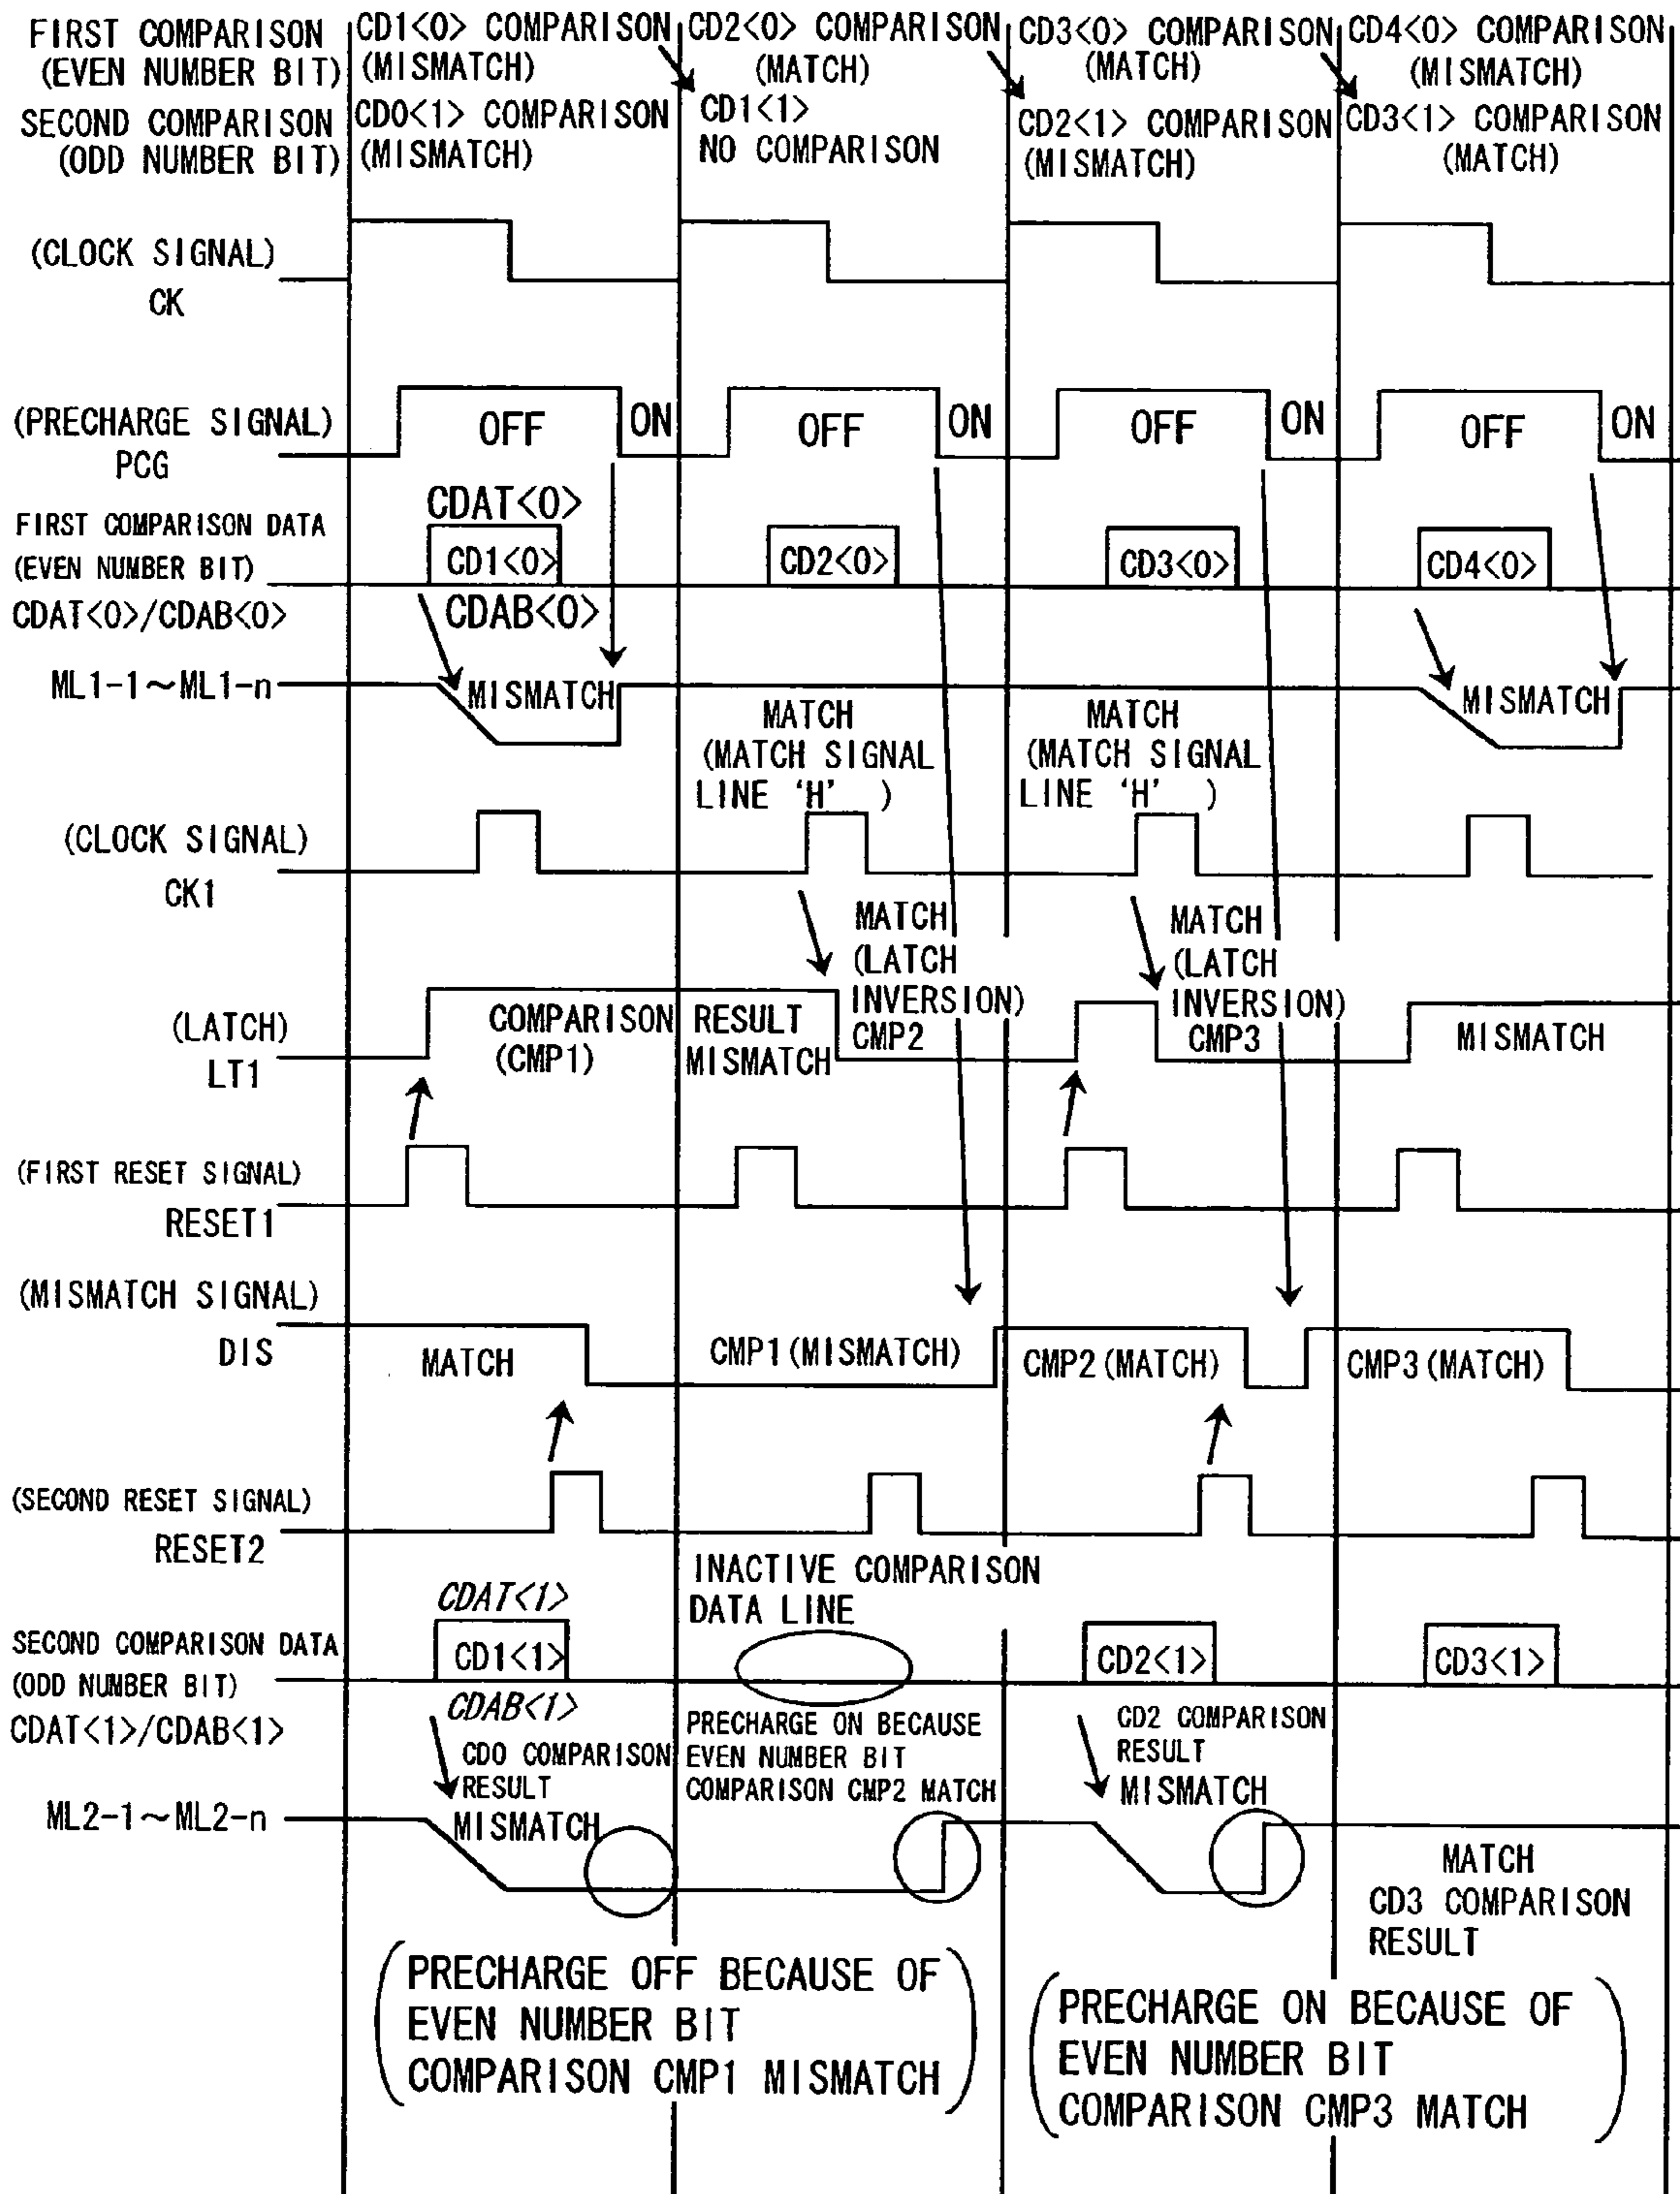 FIRST COMPARISON
(EVEN NUMBER BIT)
SECOND COMPARISON
(ODD NUMBER BIT)
CD1<0> COMPARISON
(MISMATCH)
CD0<1> COMPARISON
(MISMATCH)
CD2<0> COMPARISON
(MATCH)
CD1<1>
NO COMPARISON
CD3<0> COMPARISON
(MATCH)
CD2<1> COMPARISON
(MISMATCH)
CD4<0> COMPARISON
(MISMATCH)
CD3<1> COMPARISON
(MATCH)
(CLOCK SIGNAL)
CK
(PRECHARGE SIGNAL)
PCG
OFF
ON
OFF
ON
OFF
ON
OFF
ON
FIRST COMPARISON DATA
(EVEN NUMBER BIT)
CDAT<0>/CDAB<0>
CDAT<0>
CD1<0>
CDAB<0>
CD2<0>
CD3<0>
CD4<0>
ML1-1～ML1-n
MISMATCH
MATCH
(MATCH SIGNAL
LINE 'H' )
MATCH
(MATCH SIGNAL
LINE 'H' )
MISMATCH
(CLOCK SIGNAL)
CK1
MATCH
(LATCH
INVERSION)
CMP2
MATCH
(LATCH
INVERSION)
CMP3
(LATCH)
LT1
COMPARISON RESULT
(CMP1) MISMATCH
MISMATCH
(FIRST RESET SIGNAL)
RESET1
(MISMATCH SIGNAL)
DIS
MATCH
CMP1(MISMATCH)
CMP2(MATCH)
CMP3(MATCH)
(SECOND RESET SIGNAL)
RESET2
INACTIVE COMPARISON
DATA LINE
SECOND COMPARISON DATA
(ODD NUMBER BIT)
CDAT<1>/CDAB<1>
CDAT<1>
CD1<1>
CDAB<1>
CD2<1>
CD3<1>
CD0 COMPARISON
RESULT
MISMATCH
PRECHARGE ON BECAUSE
EVEN NUMBER BIT
COMPARISON CMP2 MATCH
CD2 COMPARISON
RESULT
MISMATCH
ML2-1～ML2-n
MATCH
CD3 COMPARISON
RESULT
(PRECHARGE OFF BECAUSE OF
EVEN NUMBER BIT
COMPARISON CMP1 MISMATCH)
(PRECHARGE ON BECAUSE OF
EVEN NUMBER BIT
COMPARISON CMP3 MATCH)